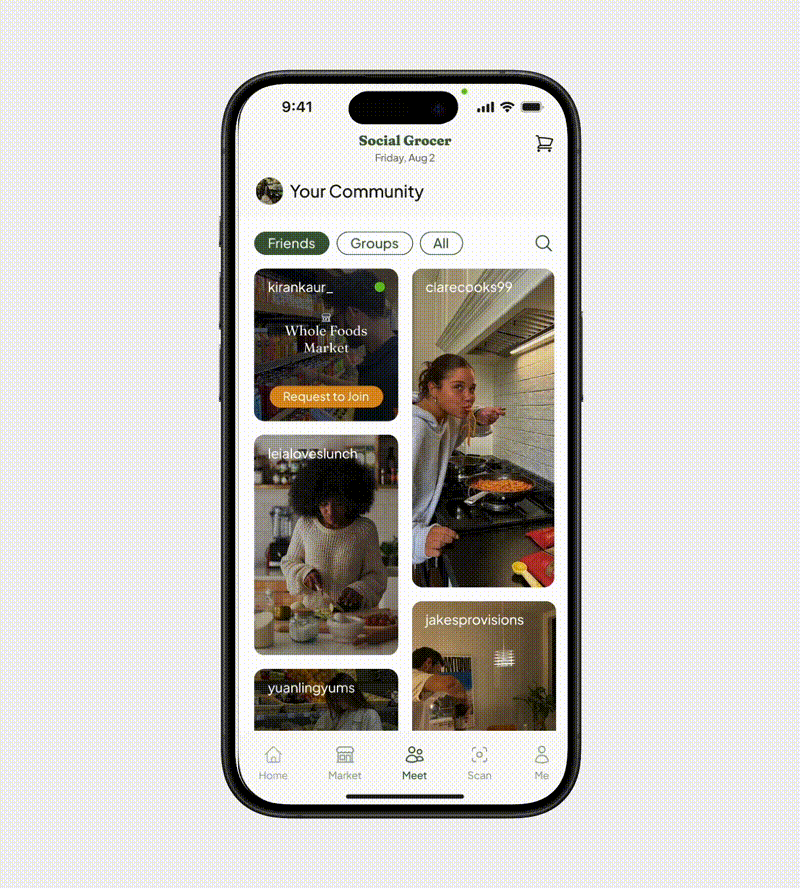 9:41
Social Grocer
Friday, Aug 2
Your Community
Friends
Groups
All
kirankaur_
Whole Foods
Market
Request to Join
clarecooks99
leialoveslunch
jakesprovisions
yuanlingyums
Home
Market
Meet
Scan
Me